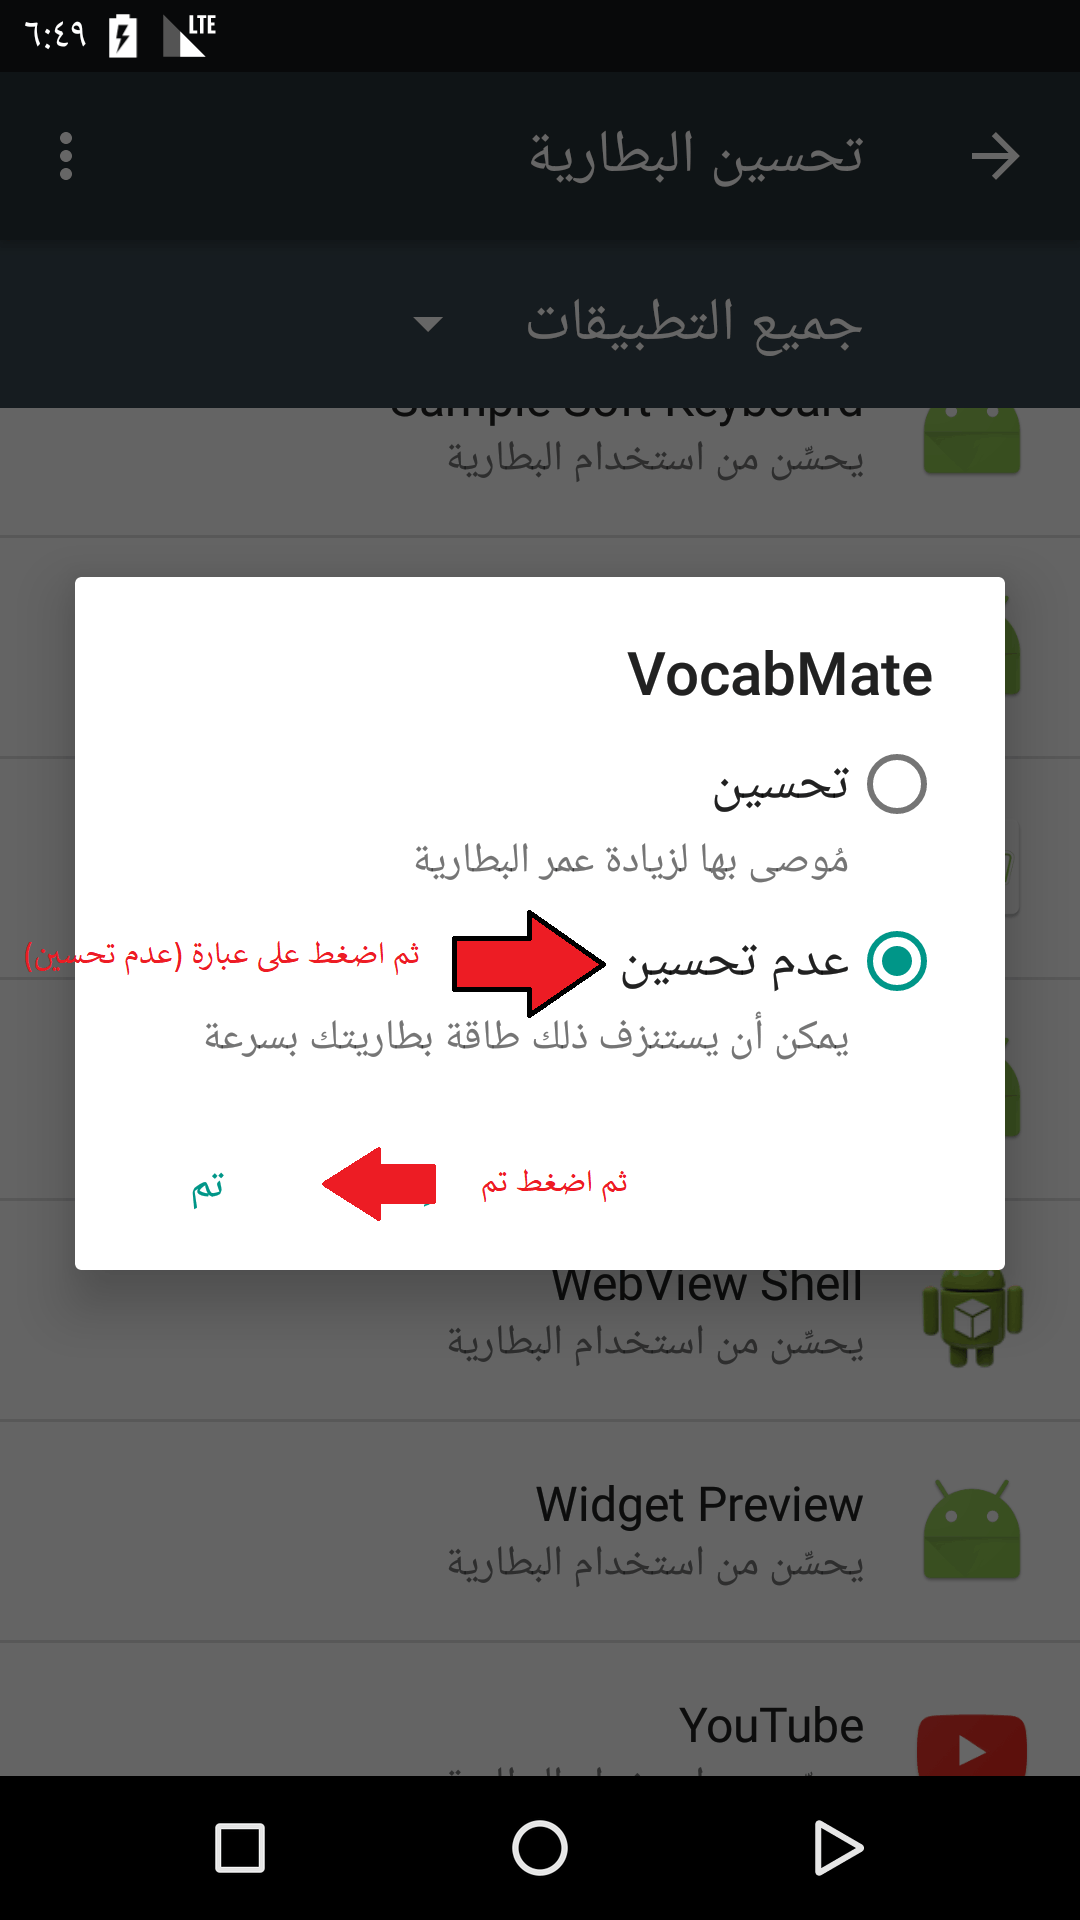 ٦:٤٩ LTE
تحسين البطارية
جميع التطبيقات
Sample Soft Keyboard
يحسِّن من استخدام البطارية
VocabMate
تحسين
مُوصى بها لزيادة عمر البطارية
عدم تحسين
ثم اضغط على عبارة (عدم تحسين)
يمكن أن يستنزف ذلك طاقة بطاريتك بسرعة
ثم اضغط تم
تم
WebView Shell
يحسِّن من استخدام البطارية
Widget Preview
يحسِّن من استخدام البطارية
YouTube